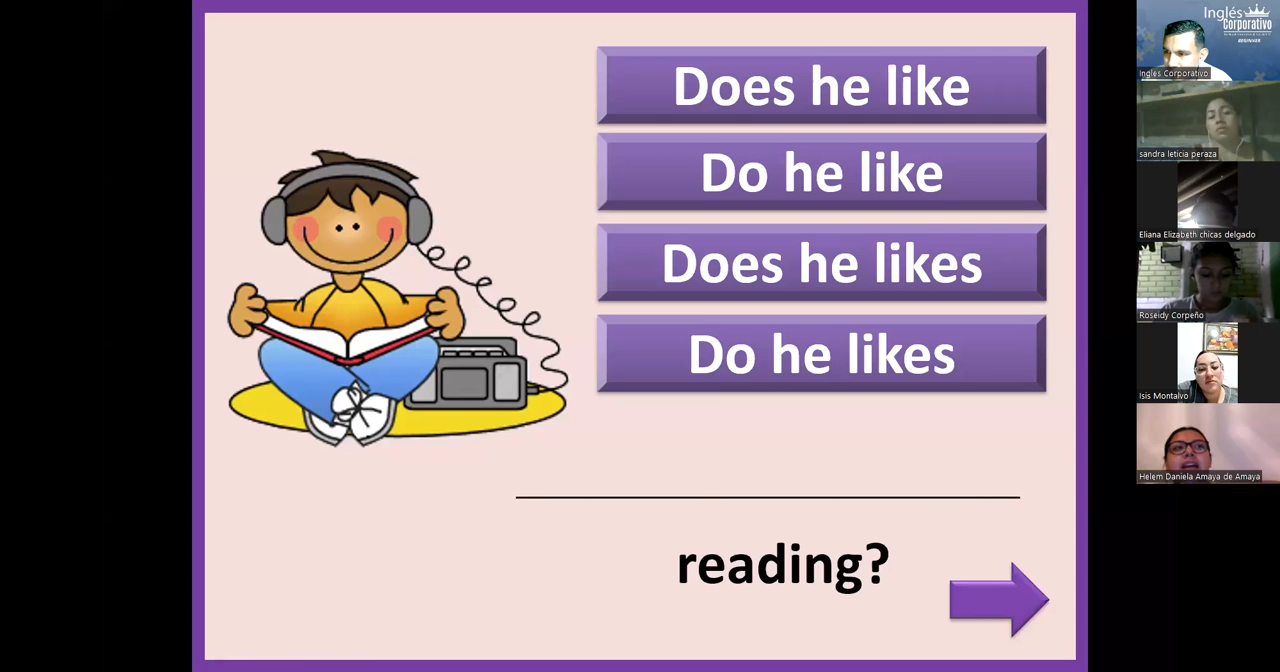 Does he like
Do he like
Does he likes
Do he likes
reading?
Inglés
Corporativo
BEGINNER
Inglés Corporativo
sandra leticia peraza
Eliana Elizabeth chicas delgado
Roseidy Corpeño
Isis Montalvo
Helem Daniela Amaya de Amaya